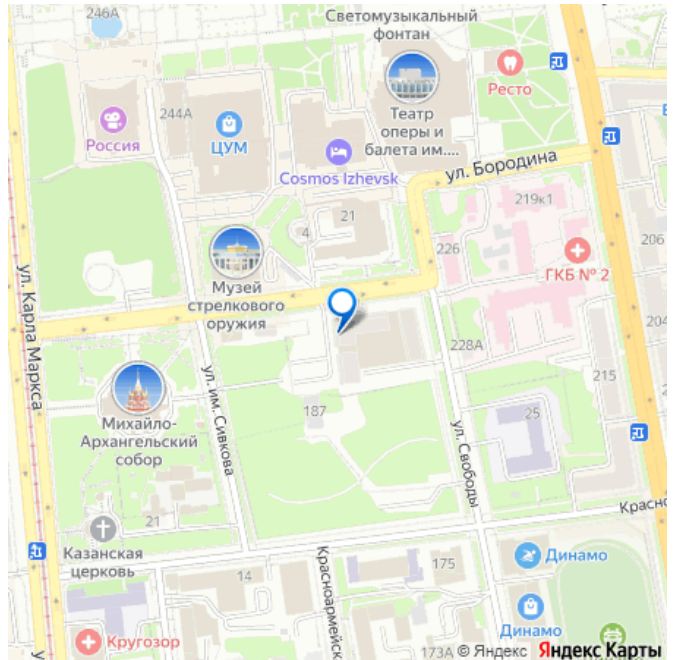 246А
Светомузыкальный
фонтан
Ресто
244А
Россия
ЦУМ
Театр
оперы и
балета им....
Cosmos Izhevsk
ул. Бородина
219к1
21
4
226
206
ГКБ № 2
Музей
стрелкового
оружия
ул. Карла Маркса
204
228А
215
ул. им. Сивкова
Михайло-
Архангельский
собор
187
25
ул. Свободы
21
Красно
Казанская
церковь
14
Красноармейск
175
Динамо
Кругозор
Динамо
173А
© Яндекс Яндекс Карты